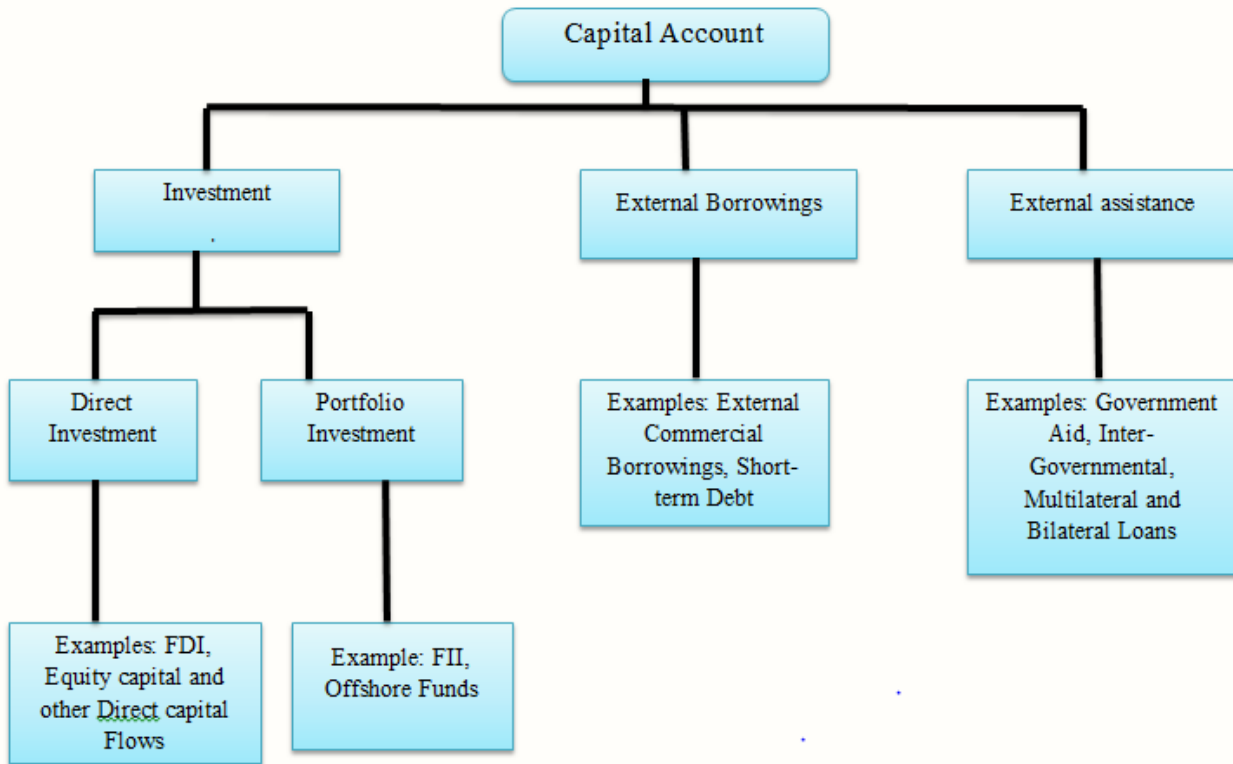 Capital Account
Investment
.
External Borrowings
External assistance
Direct
Investment
Portfolio
Investment
Examples: External
Commercial
Borrowings, Short-
term Debt
Examples: Government
Aid, Inter-
Governmental,
Multilateral and
Bilateral Loans
Examples: FDI,
Equity capital and
other Direct capital
Flows
Example: FII,
Offshore Funds